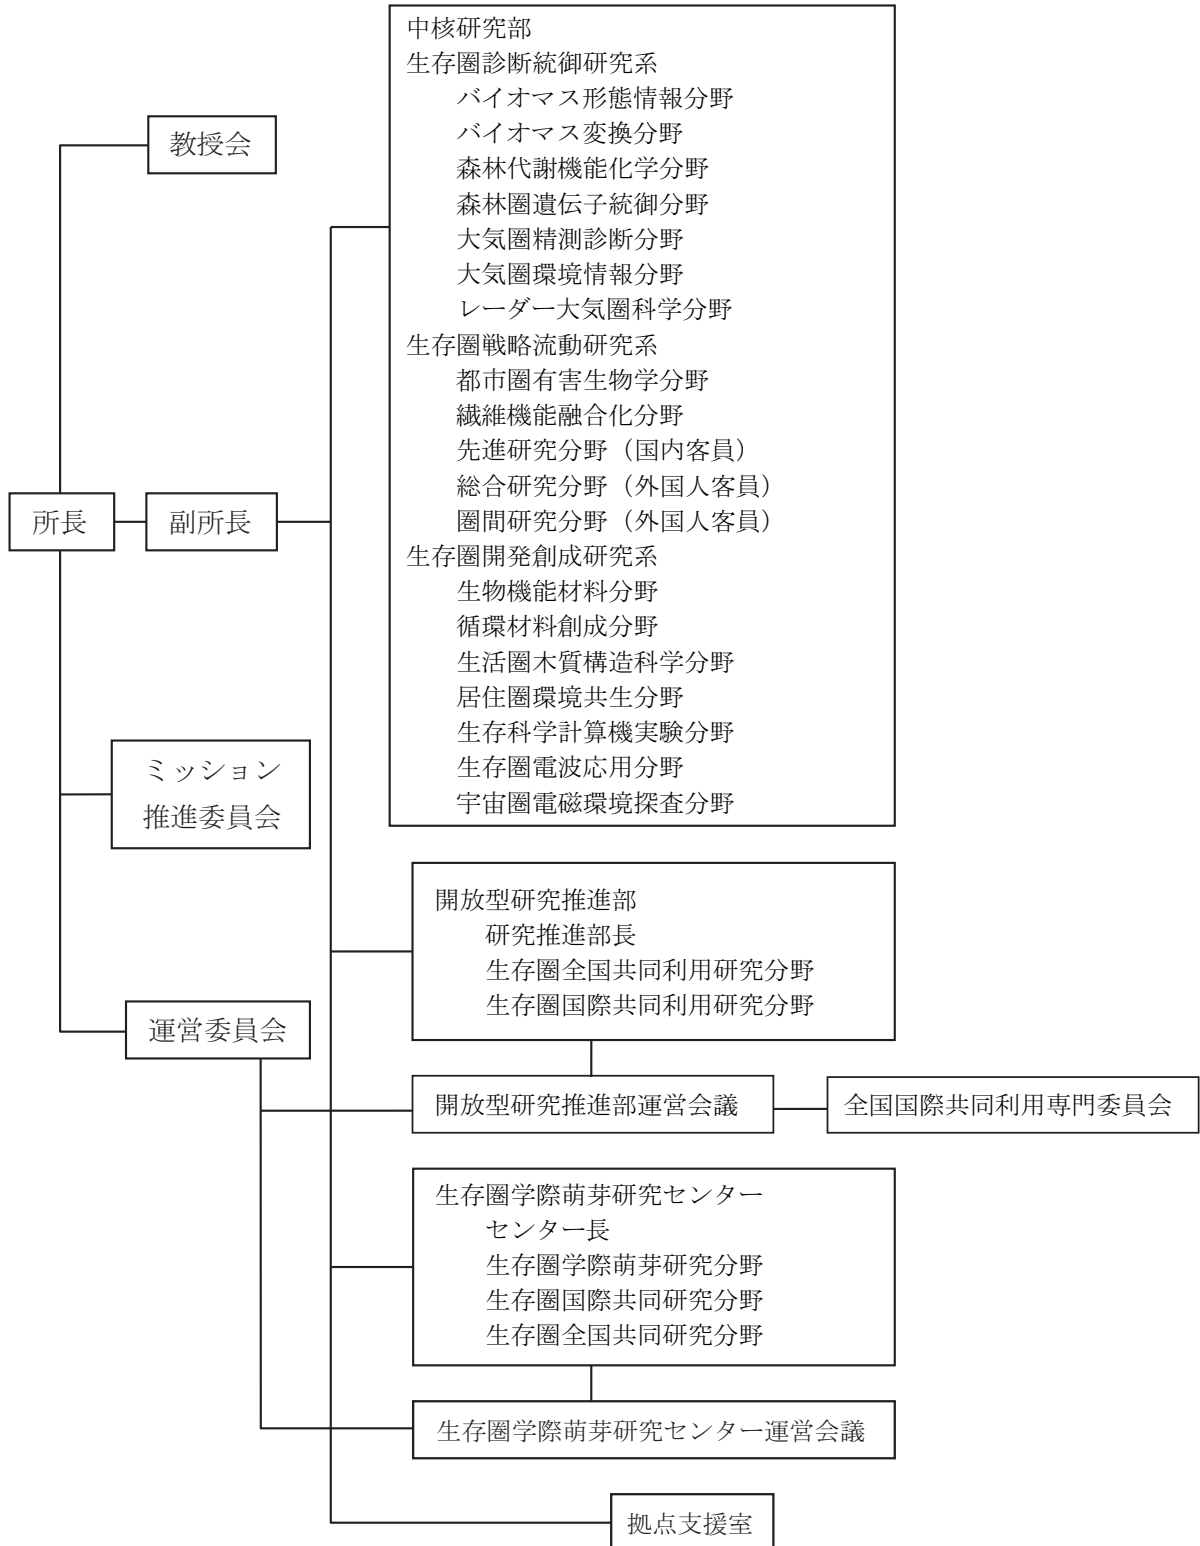 中核研究部
生存圏診断統御研究系
バイオマス形態情報分野
バイオマス変換分野
森林代謝機能化学分野
森林圏遺伝子統御分野
大気圏精測診断分野
大気圏環境情報分野
レーダー大気圏科学分野
生存圏戦略流動研究系
都市圏有害生物学分野
繊維機能融合化分野
先進研究分野（国内客員）
総合研究分野（外国人客員）
圏間研究分野（外国人客員）
生存圏開発創成研究系
生物機能材料分野
循環材料創成分野
生活圏木質構造科学分野
居住圏環境共生分野
生存科学計算機実験分野
生存圏電波応用分野
宇宙圏電磁環境探査分野
教授会
所長
副所長
ミッション
推進委員会
運営委員会
開放型研究推進部
研究推進部長
生存圏全国共同利用研究分野
生存圏国際共同利用研究分野
開放型研究推進部運営会議
全国国際共同利用専門委員会
生存圏学際萌芽研究センター
センター長
生存圏学際萌芽研究分野
生存圏国際共同研究分野
生存圏全国共同研究分野
生存圏学際萌芽研究センター運営会議
拠点支援室